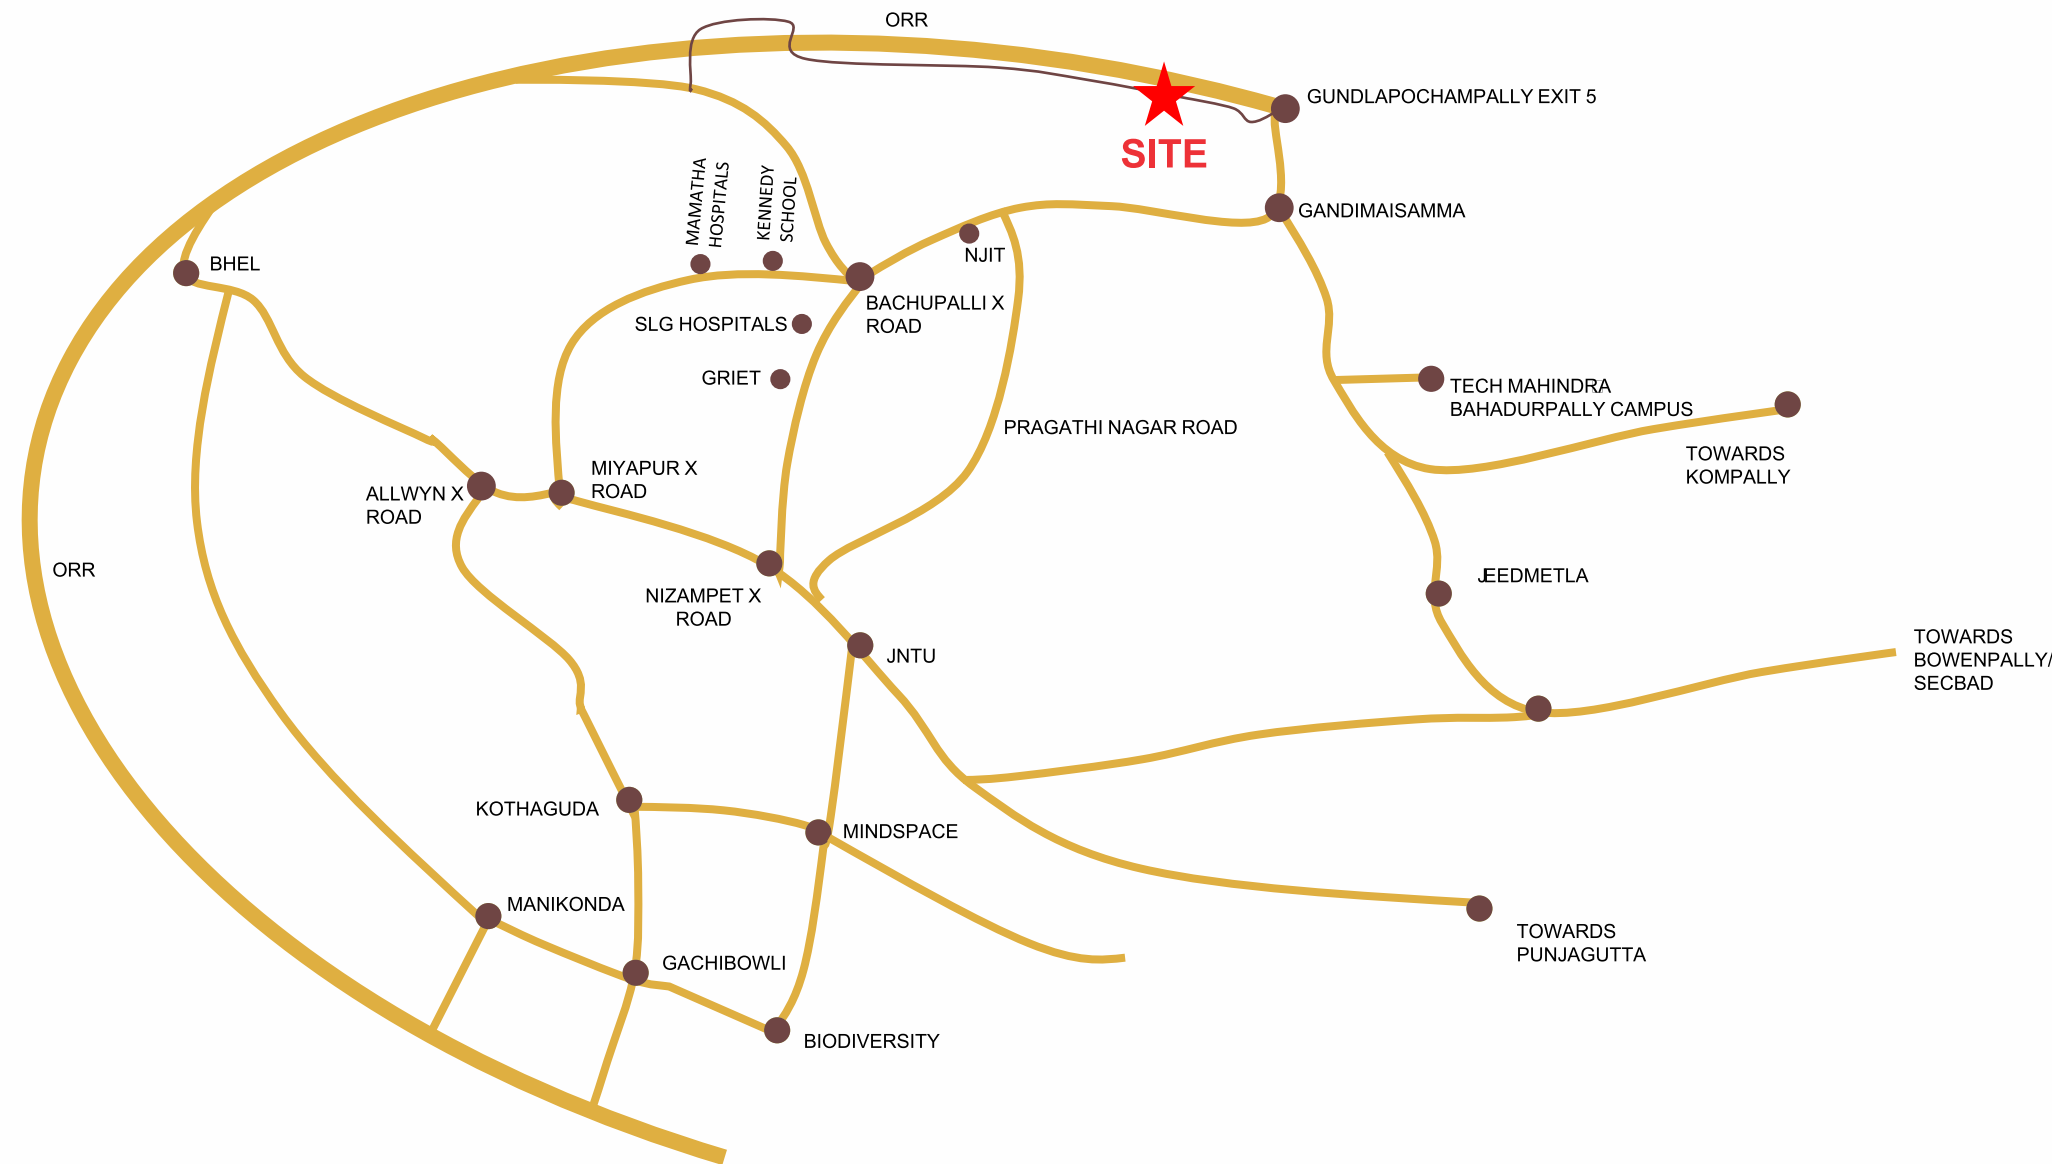 ORR
GUNDLAPOCHAMPALLY EXIT 5
SITE
MAMATHA
HOSPITALS
KENNEDY
SCHOOL
GANDIMAISAMMA
NJIT
BHEL
BACHUPALLI X
ROAD
SLG HOSPITALS
GRIET
TECH MAHINDRA
BAHADURPALLY CAMPUS
PRAGATHI NAGAR ROAD
TOWARDS
KOMPALLY
MIYAPUR X
ROAD
ALLWYN X
ROAD
ORR
NIZAMPET X
ROAD
JEEDMETLA
JNTU
TOWARDS
BOWENPALLY/
SECBAD
KOTHAGUDA
MINDSPACE
MANIKONDA
TOWARDS
PUNJAGUTTA
GACHIBOWLI
BIODIVERSITY